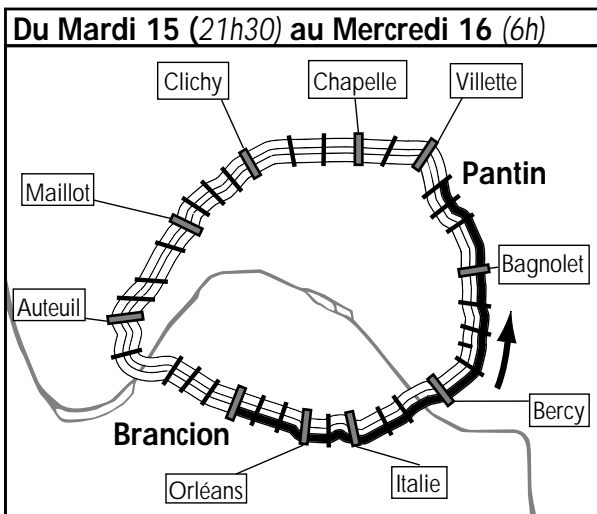 Du Mardi 15 (21h30) au Mercredi 16 (6h)
Clichy
Chapelle
Villette
Pantin
Maillot
Bagnolet
Auteuil
Bercy
Brancion
Italie
Orléans